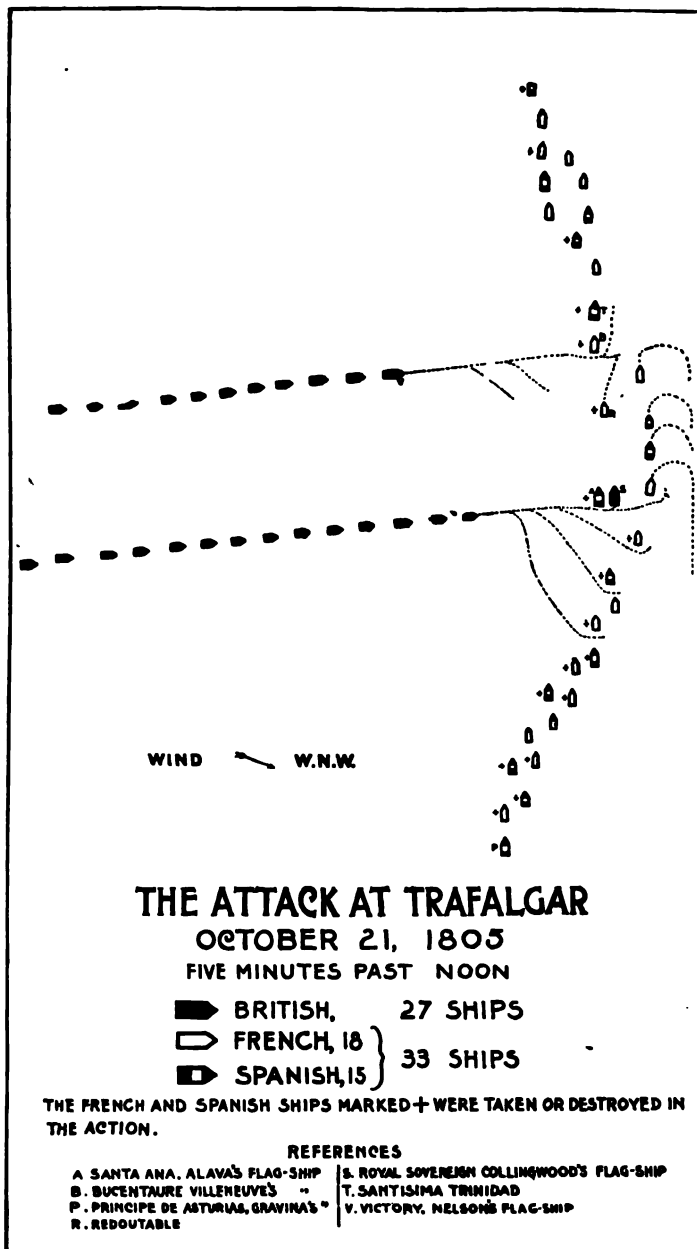 WIND W.N.W.
THE ATTACK AT TRAFALGAR
OCTOBER 21, 1805
FIVE MINUTES PAST NOON
BRITISH, 27 SHIPS
FRENCH, 18
33 SHIPS
SPANISH, 15
THE FRENCH AND SPANISH SHIPS MARKED + WERE TAKEN OR DESTROYED IN
THE ACTION.
REFERENCES
A SANTA ANA, ALAVA'S FLAG-SHIP
B. BUCENTAURE VILLENEUVE'S "
P. PRINCIPE DE ASTURIAS, GRAVINA'S "
R. REDOUTABLE
S. ROYAL SOVEREIGN COLLINGWOOD'S FLAG-SHIP
T. SANTISIMA TRINIDAD
V. VICTORY, NELSON'S FLAG-SHIP